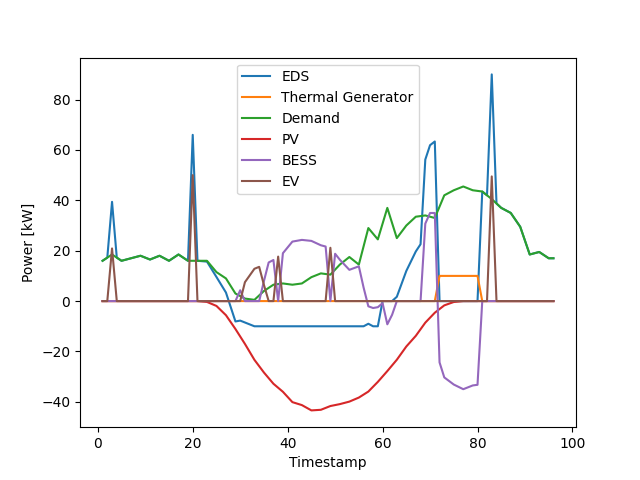 EDS
Thermal Generator
Demand
PV
BESS
EV
Power [kW]
80
60
40
20
0
−20
−40
0 20 40 60 80 100
Timestamp